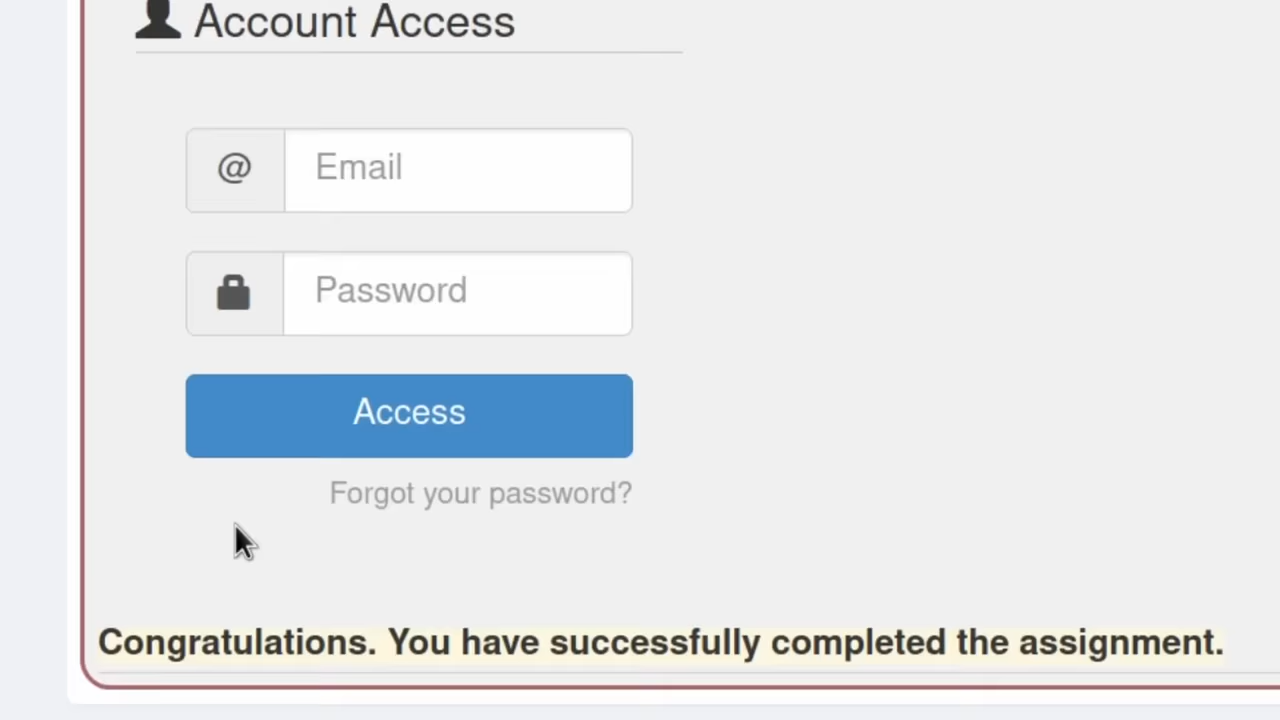 Account Access
@ Email
Password
Access
Forgot your password?
Congratulations. You have successfully completed the assignment.